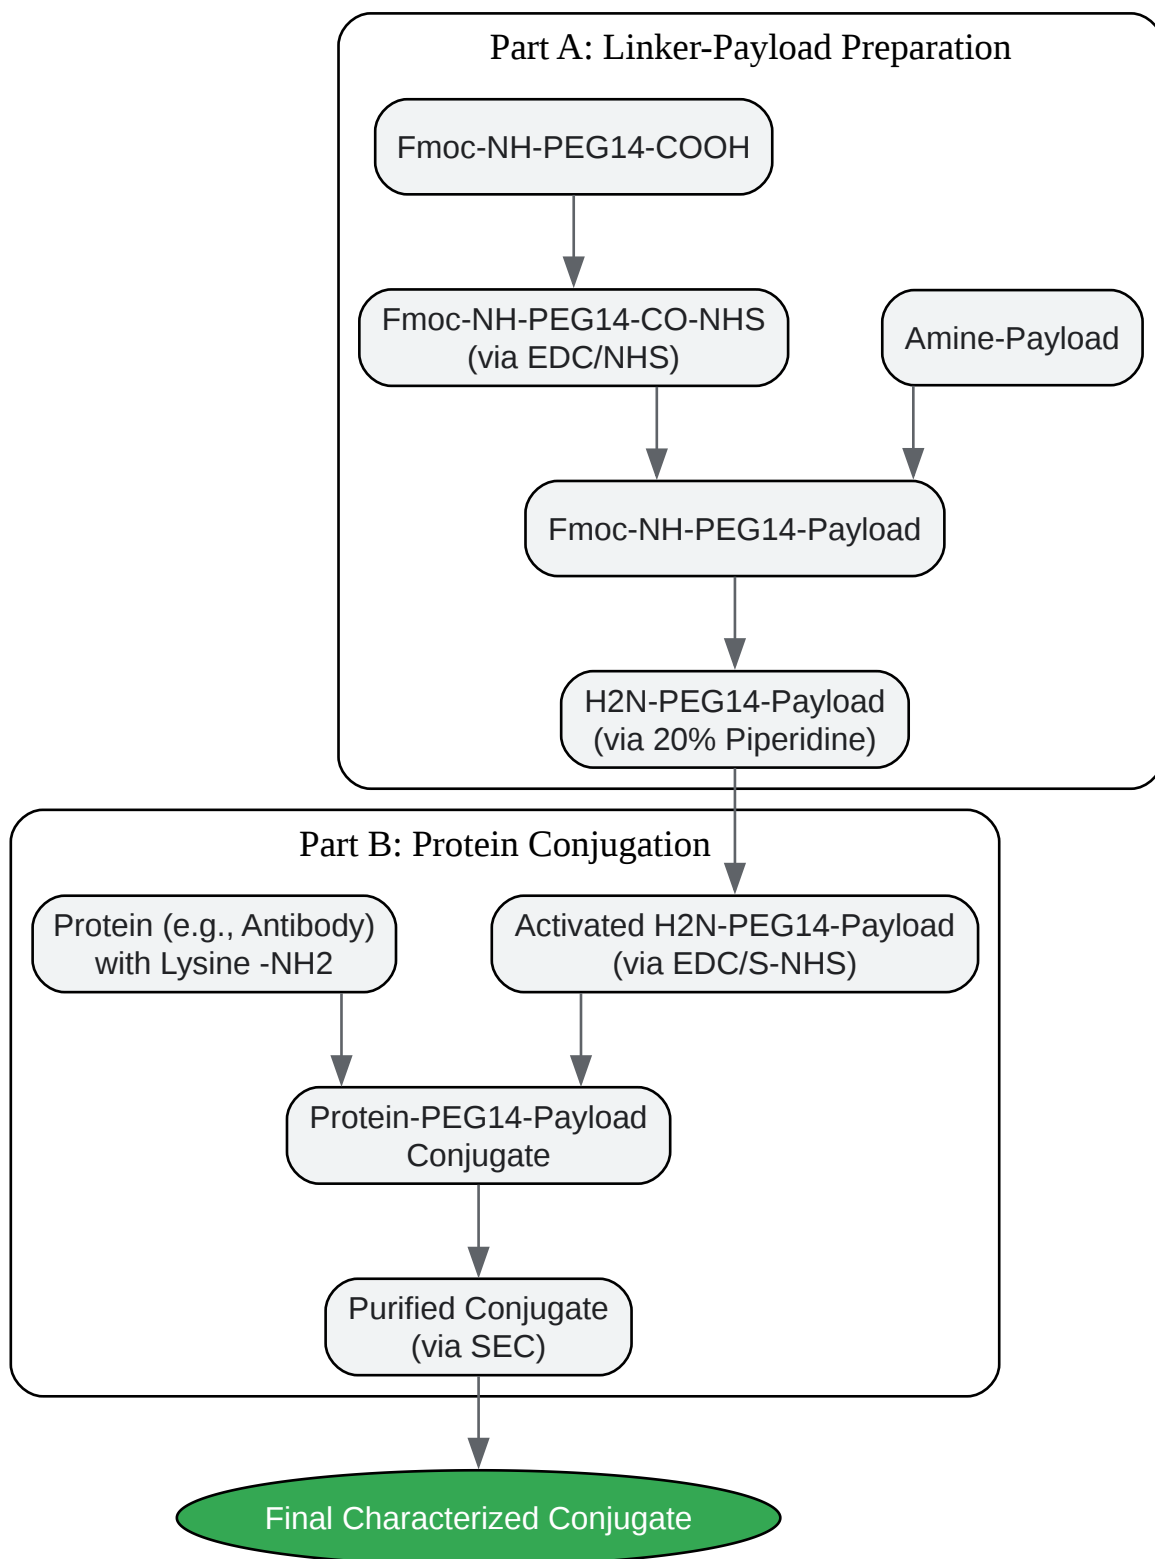 Part A: Linker-Payload Preparation
Fmoc-NH-PEG14-COOH
Fmoc-NH-PEG14-CO-NHS
(via EDC/NHS)
Amine-Payload
Fmoc-NH-PEG14-Payload
H2N-PEG14-Payload
(via 20% Piperidine)
Part B: Protein Conjugation
Protein (e.g., Antibody)
with Lysine -NH2
Activated H2N-PEG14-Payload
(via EDC/S-NHS)
Protein-PEG14-Payload
Conjugate
Purified Conjugate
(via SEC)
Final Characterized Conjugate